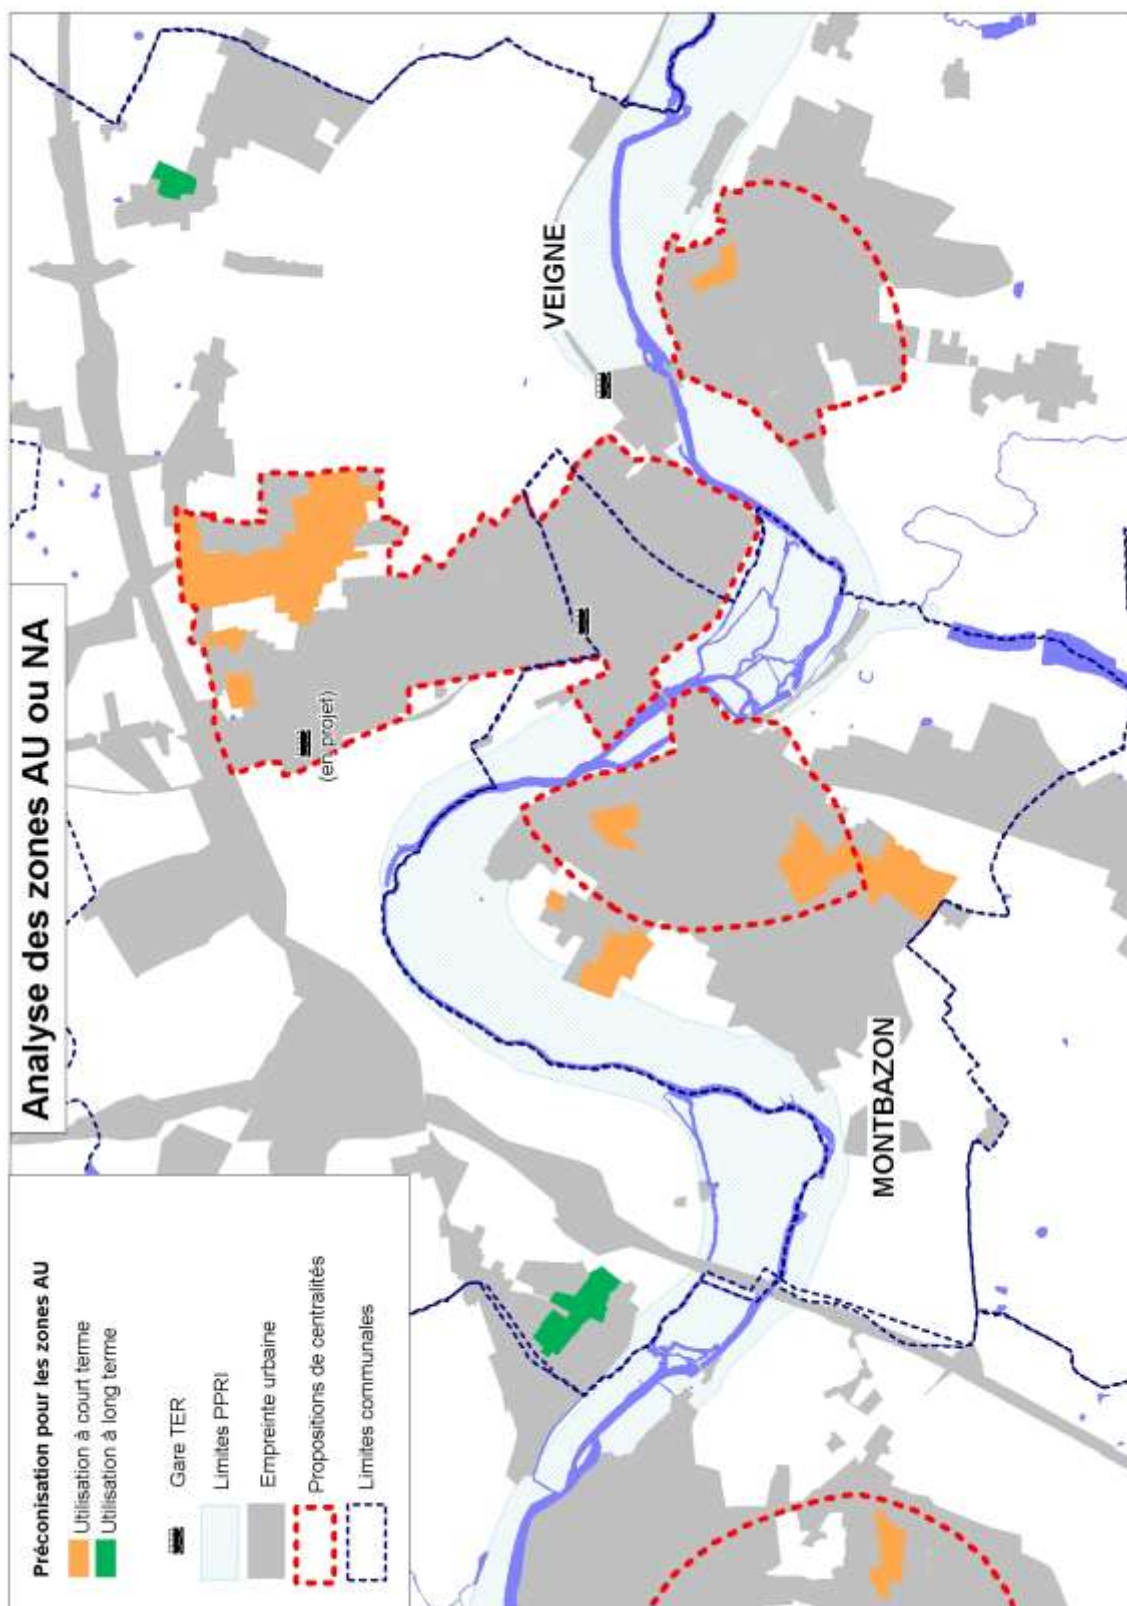 Analyse des zones AU ou NA
Préconisation pour les zones AU
Utilisation à court terme
Utilisation à long terme
Gare TER
Limites PPRI
Empreinte urbaine
Propositions de centralités
Limites communales
(en projet)
VEIGNE
MONTBAZON